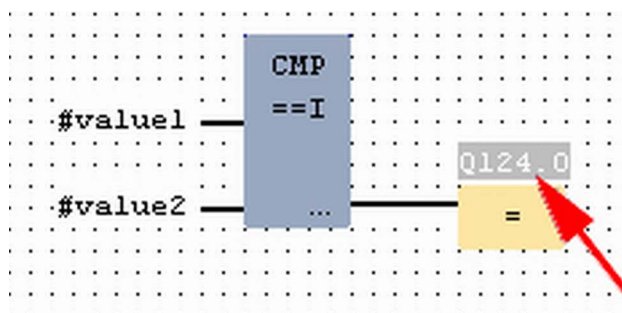 CMP
==I
#value1
Q124.0
#value2
...
=